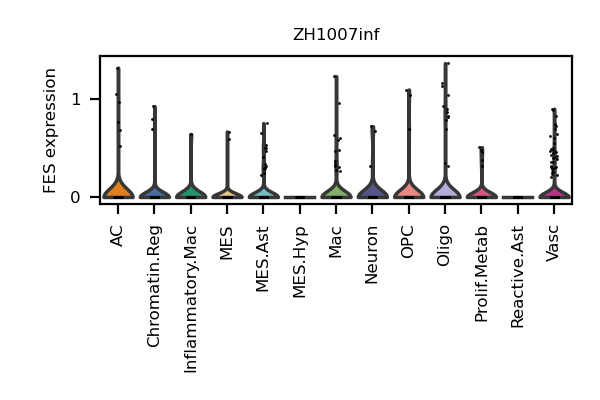 ZH1007inf
FES expression
1
0
AC
Chromatin.Reg
Inflammatory.Mac
MES
MES.Ast
MES.Hyp
Mac
Neuron
OPC
Oligo
Prolif.Metab
Reactive.Ast
Vasc